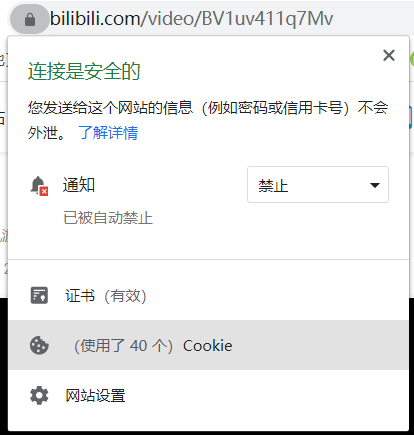 bilibili.com/video/BV1uv411q7Mv
连接是安全的
您发送给这个网站的信息（例如密码或信用卡号）不会
外泄。 了解详情
通知
禁止
已被自动禁止
证书（有效）
（使用了 40 个）Cookie
网站设置